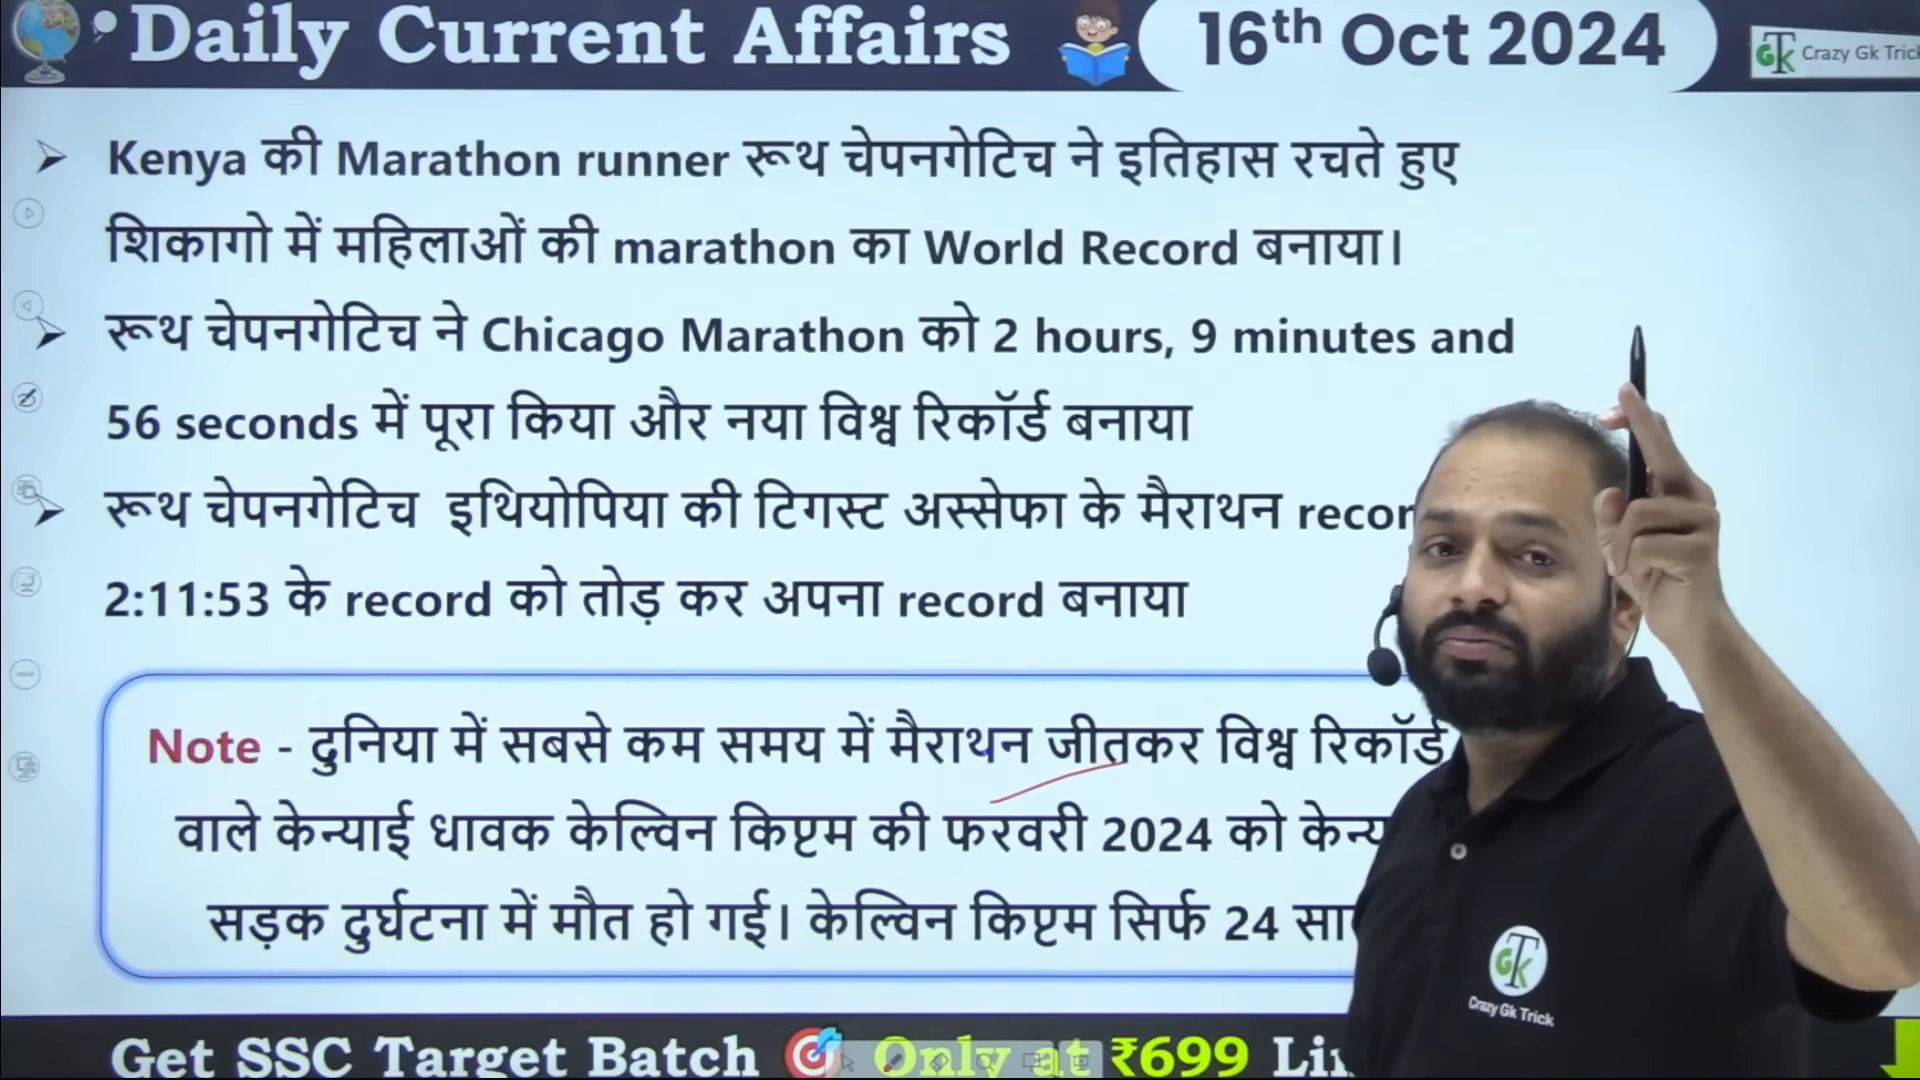 Daily Current Affairs
16th Oct 2024
GTK Crazy Gk Trick
Kenya की Marathon runner रूथ चेपनगेटिच ने इतिहास रचते हुए
शिकागो में महिलाओं की marathon का World Record बनाया।
रूथ चेपनगेटिच ने Chicago Marathon को 2 hours, 9 minutes and
56 seconds में पूरा किया और नया विश्व रिकॉर्ड बनाया
रूथ चेपनगेटिच इथियोपिया की टिगस्ट अस्सेफा के मैराथन
2:11:53 के record को तोड़ कर अपना record बनाया
Note - दुनिया में सबसे कम समय में मैराथन जीतकर विश्व रिकॉर्ड
वाले केन्याई धावक केल्विन किप्टम की फरवरी 2024 को
सड़क दुर्घटना में मौत हो गई। केल्विन किप्टम सिर्फ 24
GTK
Crazy Gk Trick
Get SSC Target Batch Only at ₹699